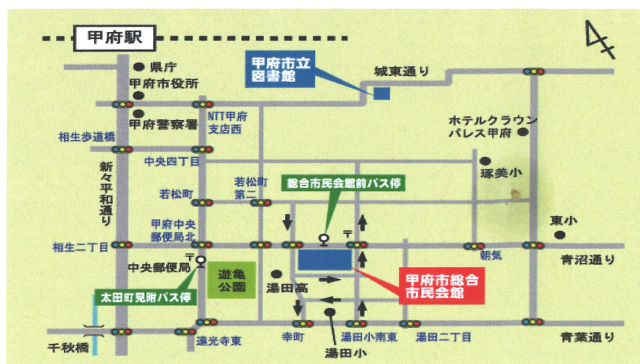 甲府駅
県庁
甲府市役所
甲府警察署
NTT甲府
支店西
甲府市立
図書館
城東通り
ホテルクラウン
パレス甲府
相生歩道橋
中央四丁目
新々平和通り
若松町
若松町
第二
総合市民会館前バス停
琢美小
東小
甲府中央
郵便局北
相生二丁目
〒
〒
中央郵便局
遊亀
公園
太田町見附バス停
湯田高
甲府市総合
市民会館
朝気
青沼通り
千秋橋
遠光寺東
幸町
湯田小
湯田小南東
湯田二丁目
青葉通り